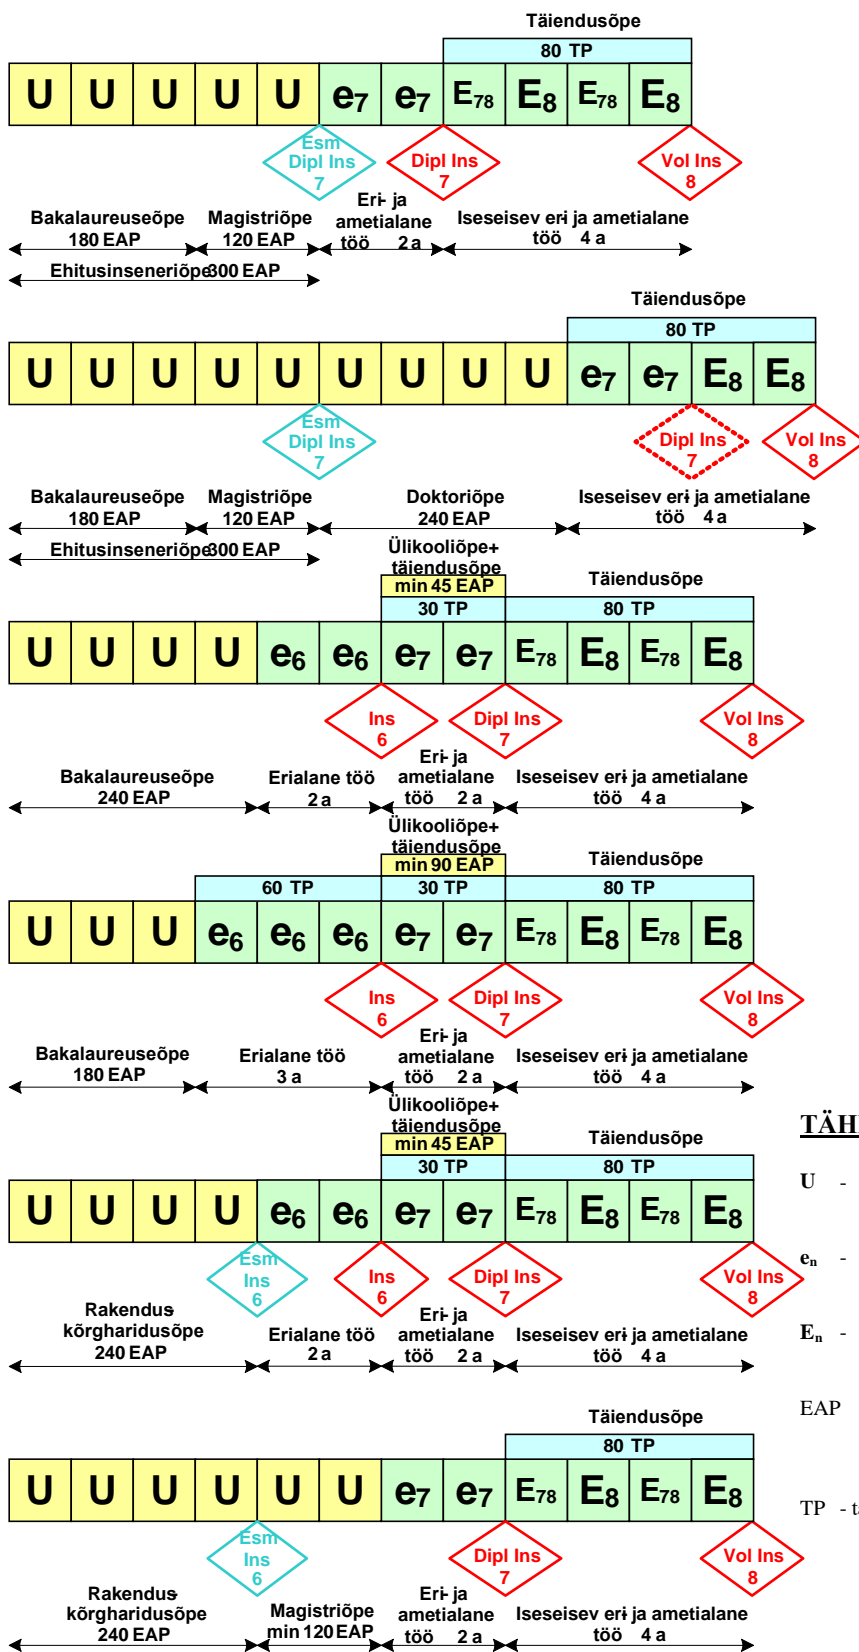 Täiendusõpe
80 TP
U U U U U e7 e7 E78 E8 E78 E8
Esm
Dipl Ins
7
Dipl Ins
7
Vol Ins
8
Bakalaureuseõpe
180 EAP
Magistriõpe
120 EAP
Eri- ja
ametialane
töö 2 a
Iseseisev eri- ja ametialane
töö 4 a
Ehitusinseneriõpe 300 EAP
Täiendusõpe
80 TP
U U U U U U U U U e7 e7 E8 E8
Esm
Dipl Ins
7
Dipl Ins
7
Vol Ins
8
Bakalaureuseõpe
180 EAP
Magistriõpe
120 EAP
Doktoriõpe
240 EAP
Iseseisev eri- ja ametialane
töö 4 a
Ehitusinseneriõpe 300 EAP
Ülikooliõpe+
täiendusõpe
min 45 EAP
30 TP
Täiendusõpe
80 TP
U U U U e6 e6 e7 e7 E78 E8 E78 E8
Ins
6
Dipl Ins
7
Vol Ins
8
Bakalaureuseõpe
240 EAP
Erialane töö
2 a
Eri- ja
ametialane
töö 2 a
Iseseisev eri- ja ametialane
töö 4 a
Ülikooliõpe+
täiendusõpe
min 90 EAP
60 TP
30 TP
Täiendusõpe
80 TP
U U U e6 e6 e6 e7 e7 E78 E8 E78 E8
Ins
6
Dipl Ins
7
Vol Ins
8
Bakalaureuseõpe
180 EAP
Erialane töö
3 a
Eri- ja
ametialane
töö 2 a
Iseseisev eri- ja ametialane
töö 4 a
Ülikooliõpe+
täiendusõpe
min 45 EAP
30 TP
Täiendusõpe
80 TP
U U U U e6 e6 e7 e7 E78 E8 E78 E8
Esm
Ins
6
Ins
6
Dipl Ins
7
Vol Ins
8
Rakendus-
kõrgharidusõpe
240 EAP
Erialane töö
2 a
Eri- ja
ametialane
töö 2 a
Iseseisev eri- ja ametialane
töö 4 a
Täiendusõpe
80 TP
U U U U U U e7 e7 E78 E8 E78 E8
Esm
Ins
6
Dipl Ins
7
Vol Ins
8
Rakendus-
kõrgharidusõpe
240 EAP
Magistriõpe
min 120 EAP
Eri- ja
ametialane
töö 2 a
Iseseisev eri- ja ametialane
töö 4 a
U -
en -
En -
EAP
TP -